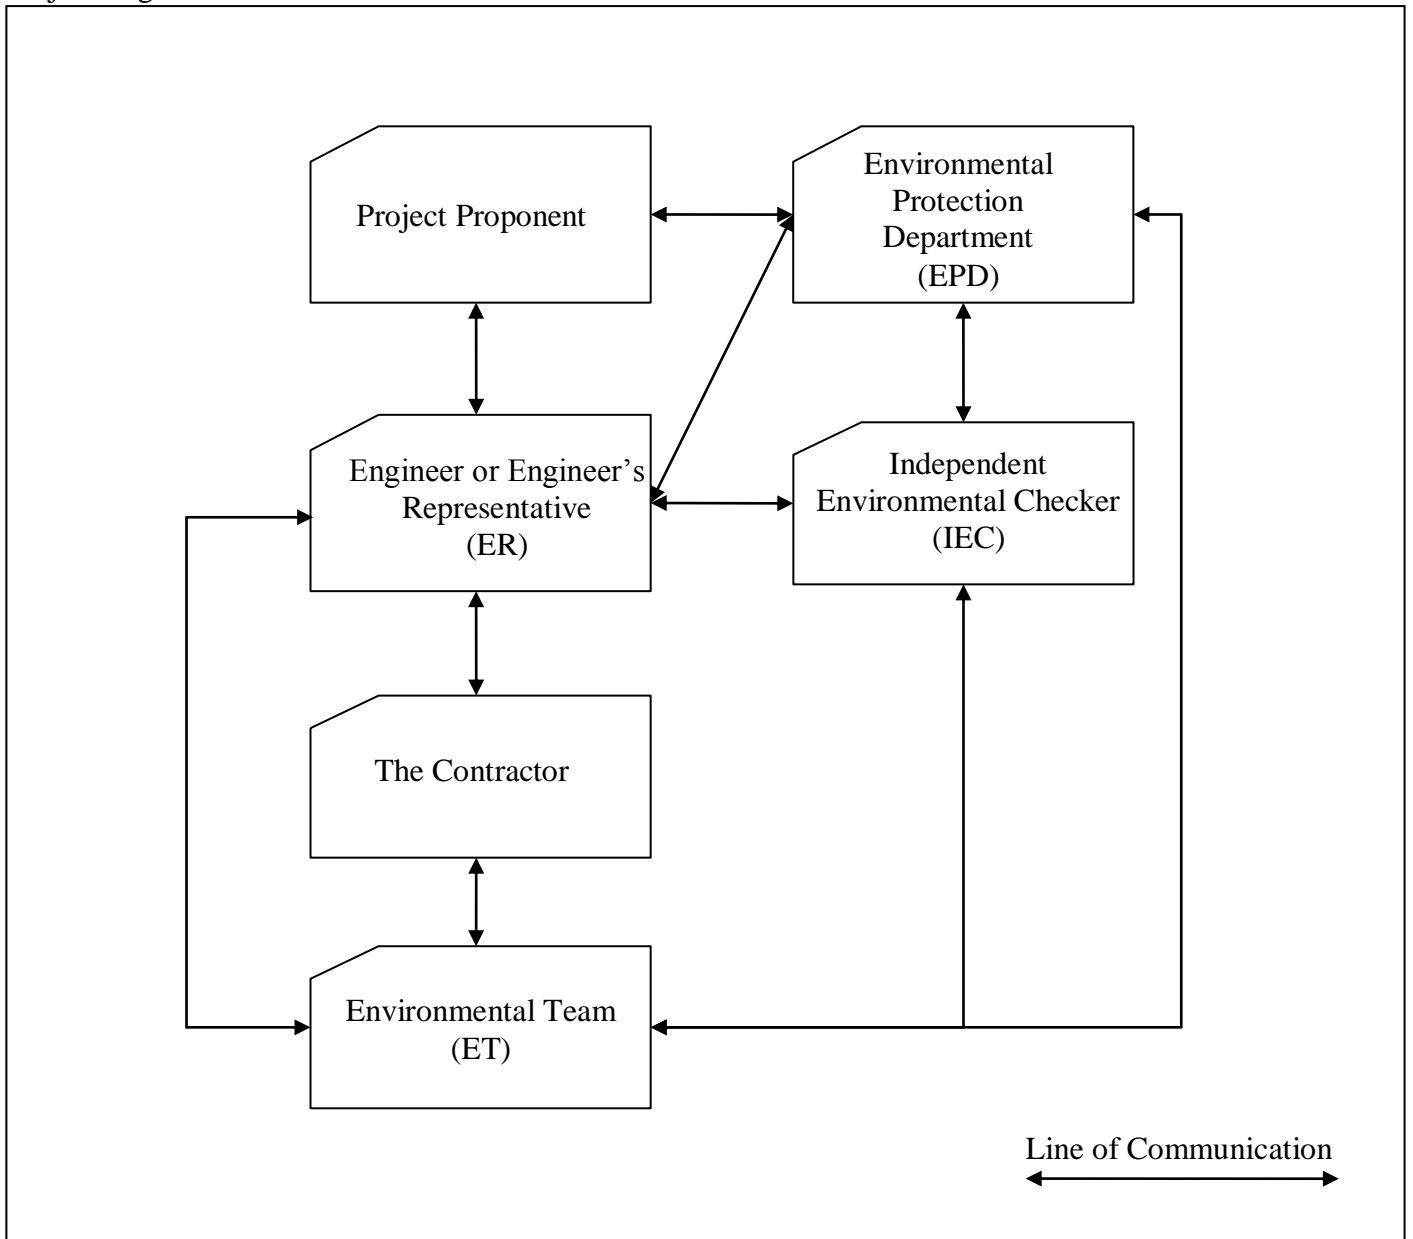 Project Proponent
Environmental
Protection
Department
(EPD)
Engineer or Engineer’s
Representative
(ER)
Independent
Environmental Checker
(IEC)
The Contractor
Environmental Team
(ET)
Line of Communication